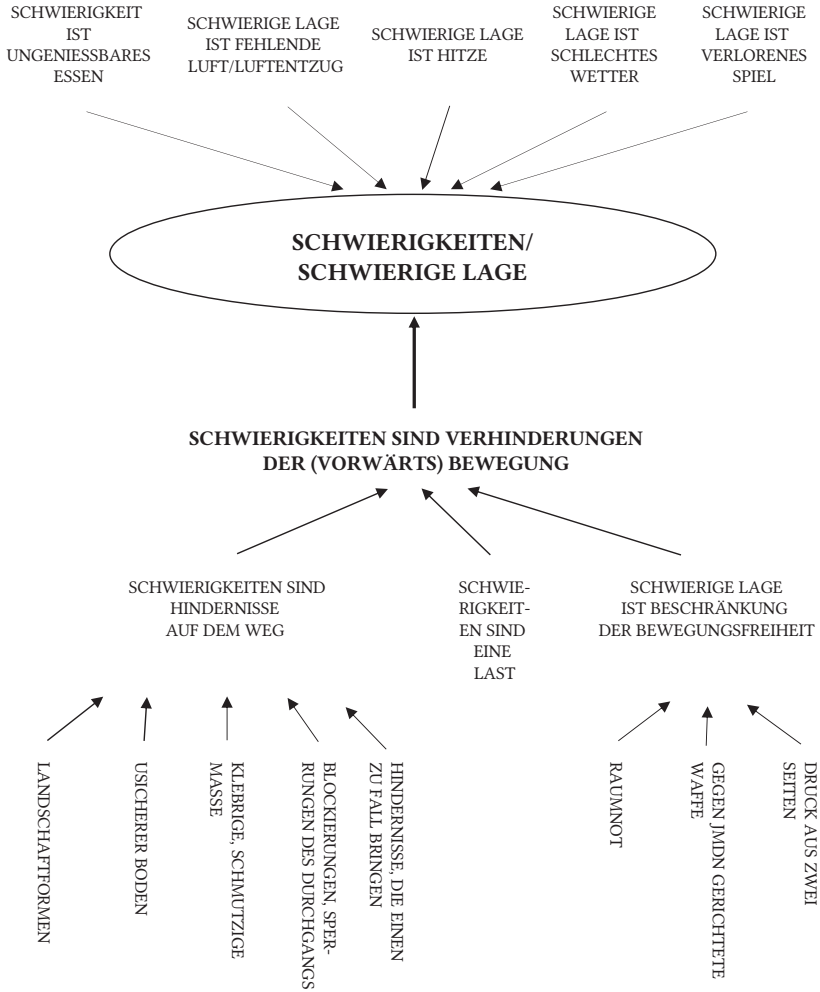 SCHWIERIGKEIT
IST
UNGENIESSBARES
ESSEN
SCHWIERIGE LAGE
IST FEHLENDE
LUFT/LUFTENTZUG
SCHWIERIGE LAGE
IST HITZE
SCHWIERIGE
LAGE IST
SCHLECHTES
WETTER
SCHWIERIGE
LAGE IST
VERLORENES
SPIEL
SCHWIERIGKEITEN/
SCHWIERIGE LAGE
SCHWIERIGKEITEN SIND VERHINDERUNGEN
DER (VORWÄRTS) BEWEGUNG
SCHWIERIGKEITEN SIND
HINDERNISSE
AUF DEM WEG
SCHWIE-
RIGKEIT-
EN SIND
EINE
LAST
SCHWIERIGE LAGE
IST BESCHRÄNKUNG
DER BEWEGUNGSFREIHEIT
LANDSCHAFTFORMEN
USICHERER BODEN
KLEBRIGE, SCHMUTZIGE
MASSE
BLOCKIERUNGEN, SPER-
RUNGEN DES DURCHGANGS
HINDERNISSE, DIE EINEN
ZU FALL BRINGEN
RAUMNOT
GEGEN JMDN GERICHTETE
WAFFE
DRUCK AUS ZWEI
SEITEN